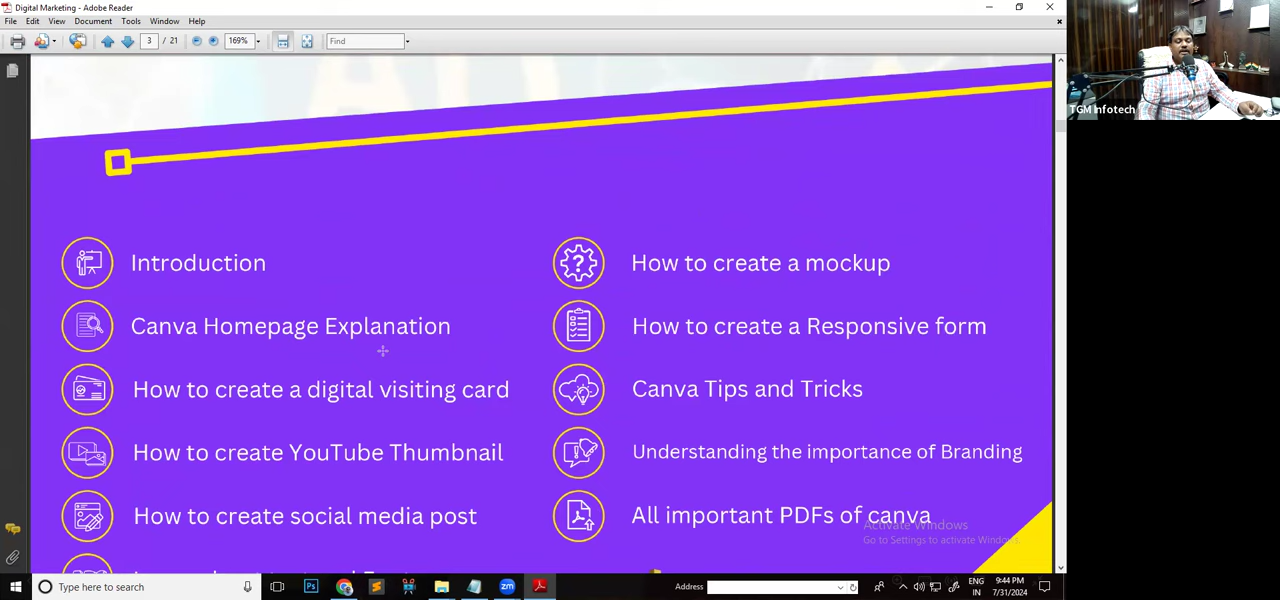 Digital Marketing - Adobe Reader
File Edit View Document Tools Window Help
3 / 21 169% Find
TGM Infotech
Introduction
Canva Homepage Explanation
How to create a digital visiting card
How to create YouTube Thumbnail
How to create social media post
How to create a mockup
How to create a Responsive form
Canva Tips and Tricks
Understanding the importance of Branding
All important PDFs of canva
Activate Windows
Go to Settings to activate Windows.
Type here to search
Ps
zm
Address
ENG
IN
9:44 PM
7/31/2024